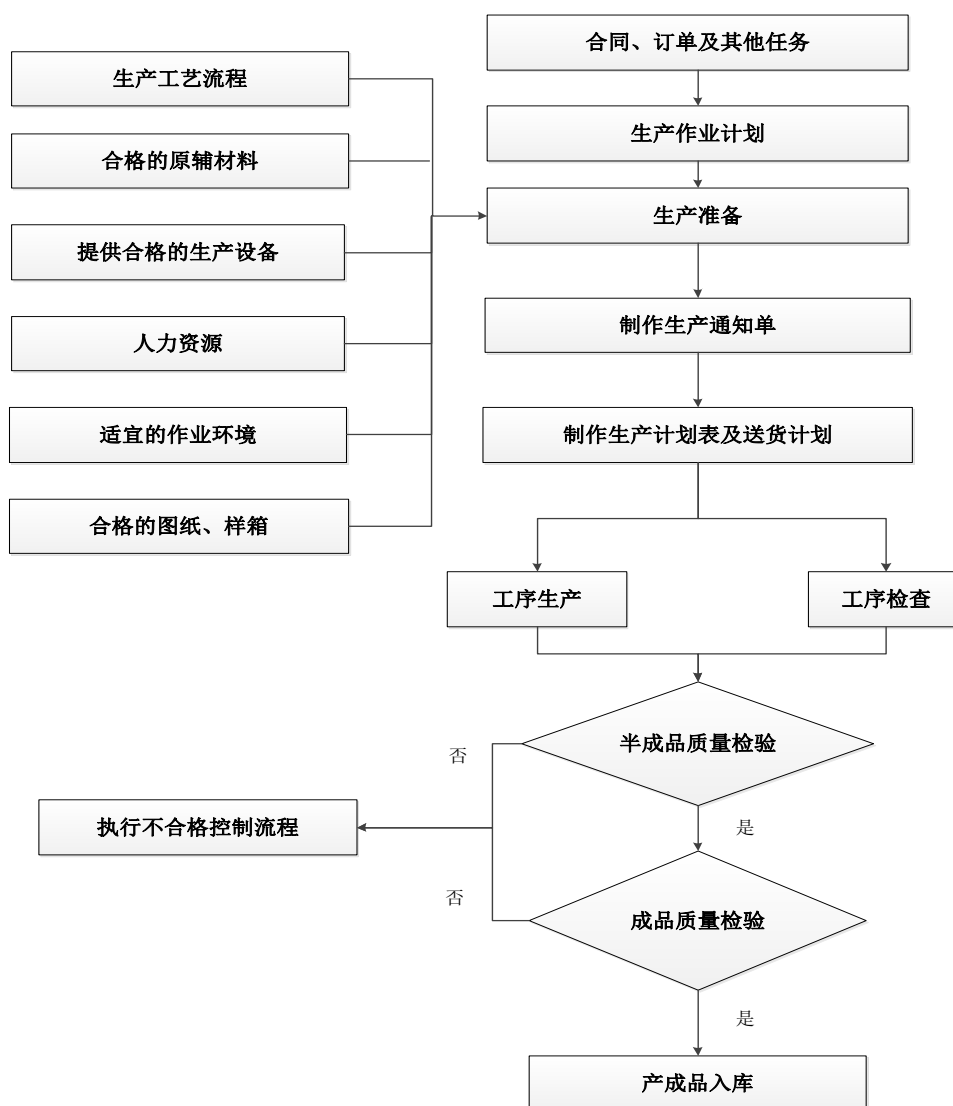 合同、订单及其他任务
生产工艺流程
生产作业计划
合格的原辅材料
生产准备
提供合格的生产设备
制作生产通知单
人力资源
适宜的作业环境
制作生产计划表及送货计划
合格的图纸、样箱
工序生产
工序检查
半成品质量检验
否
执行不合格控制流程
是
否
成品质量检验
是
产成品入库